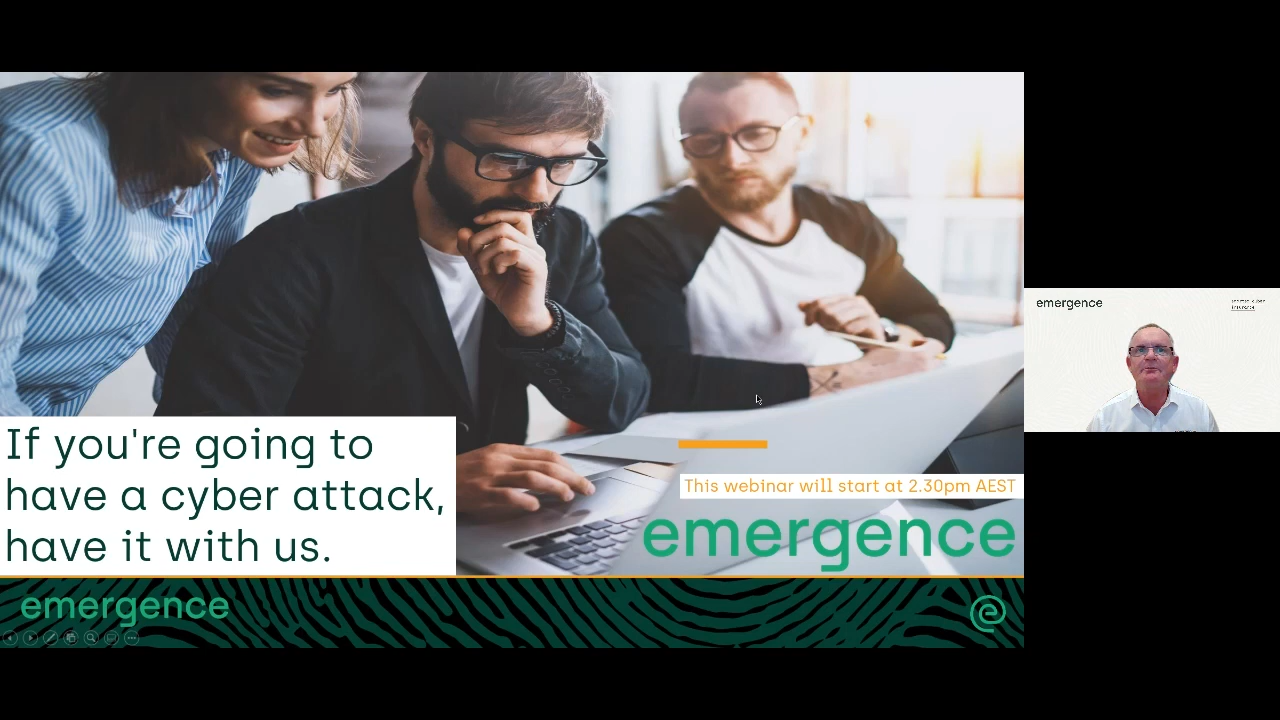 If you're going to
have a cyber attack,
have it with us.
This webinar will start at 2.30pm AEST
emergence
emergence
emergence